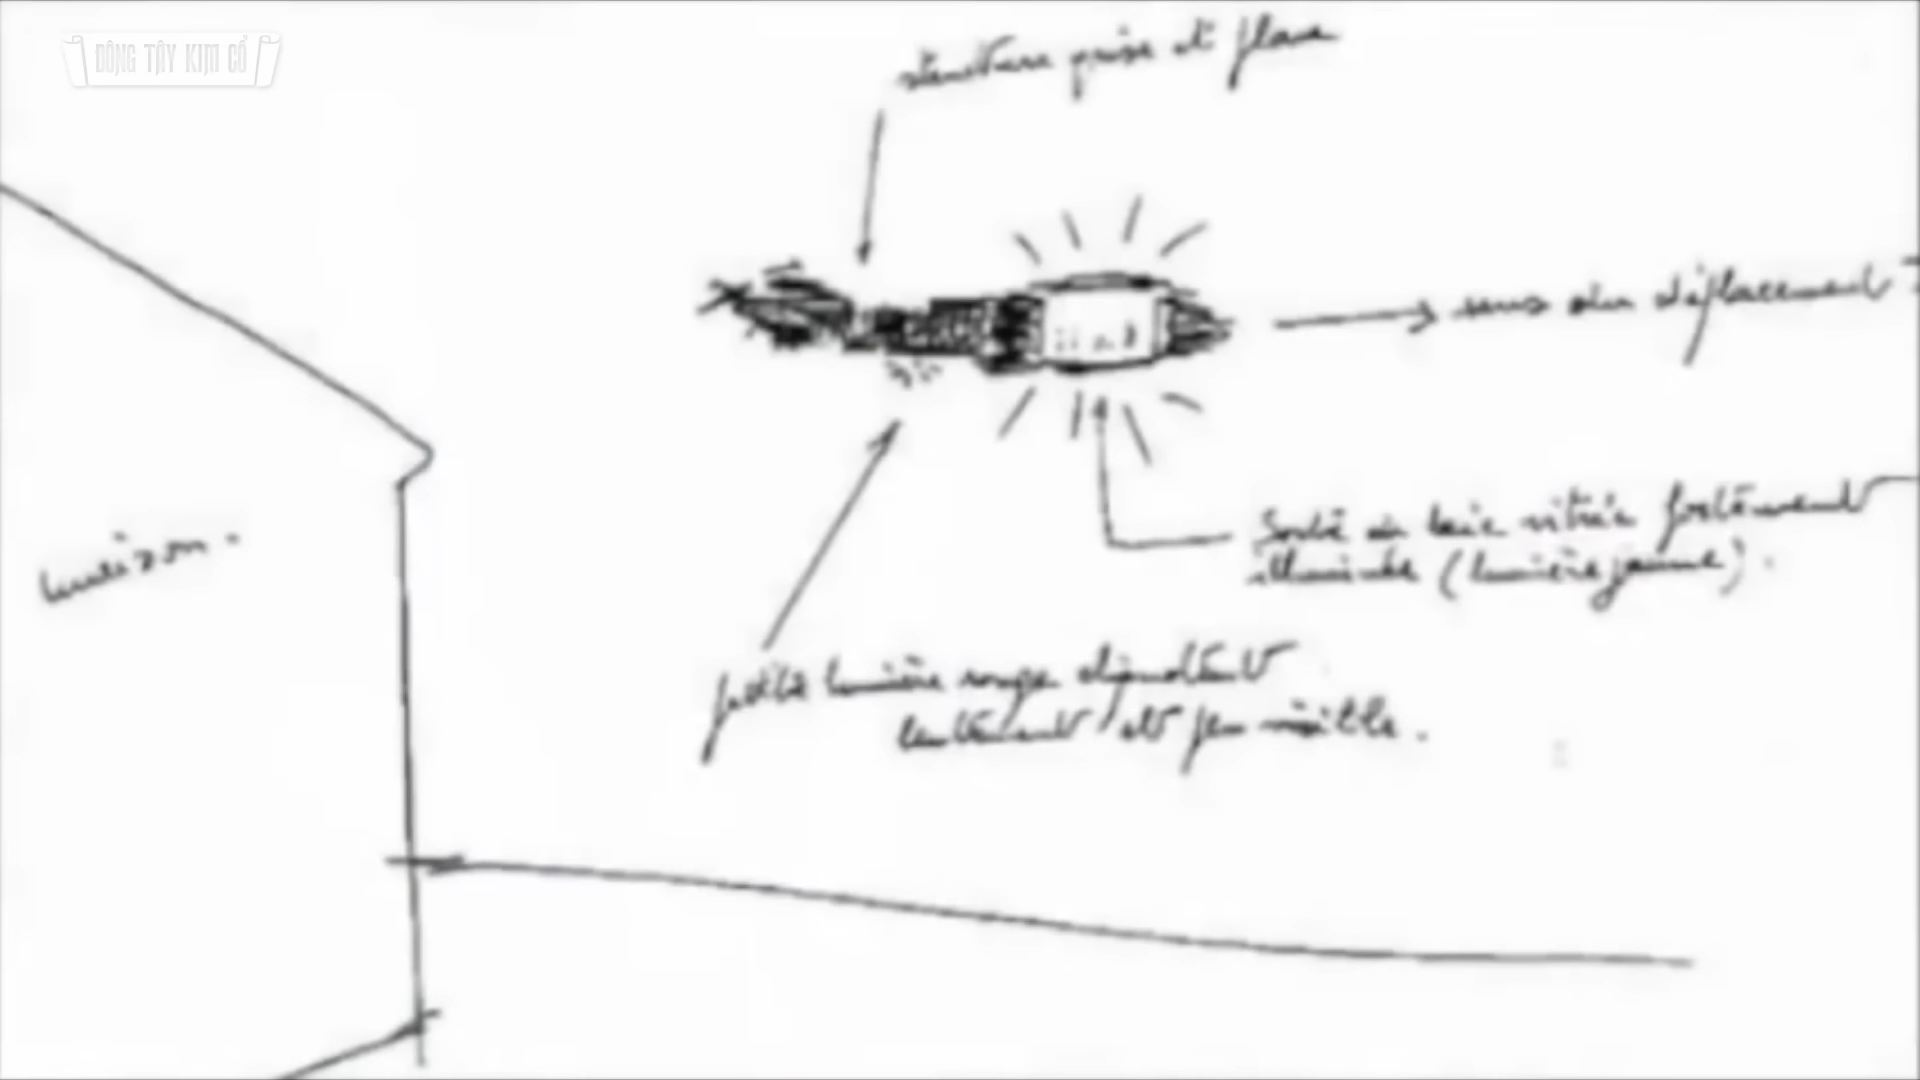 ĐÔNG TÂY KIM CỔ
structure grise et floue
sens du déplacement
Sorte de baie vitrée fortement
illuminée (lumière jaune).
maison.
petite lumière rouge clignotant
lentement et peu visible.